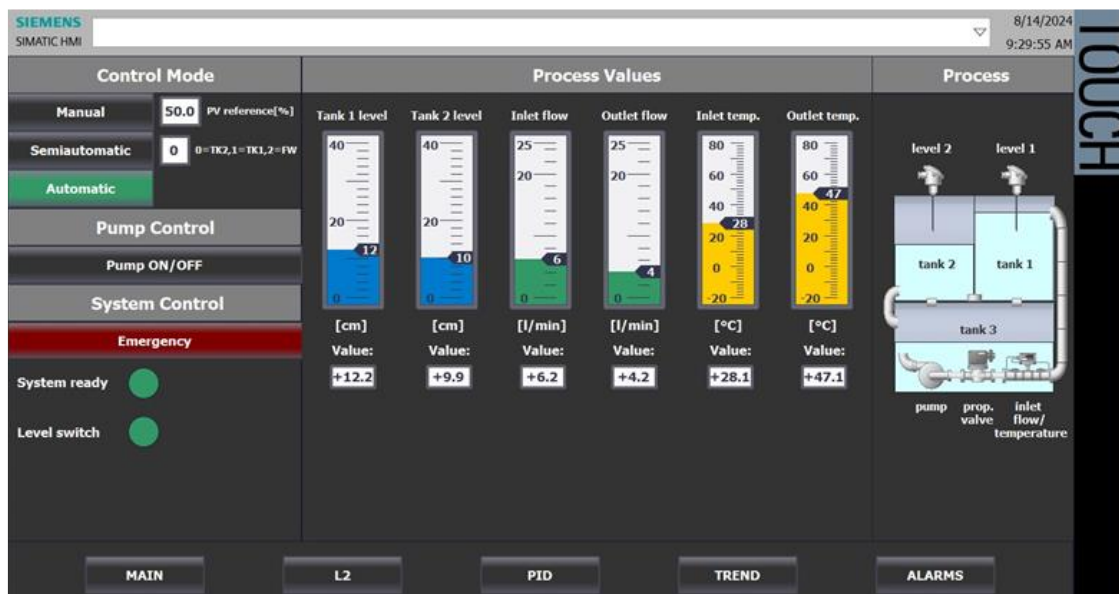 SIEMENS
SIMATIC HMI
8/14/2024
9:29:55 AM
TOUCH
Control Mode
Manual
50.0 PV reference[%]
Semiautomatic
0 0=TK2,1=TK1,2=FW
Automatic
Pump Control
Pump ON/OFF
System Control
Emergency
System ready
Level switch
Process Values
Tank 1 level Tank 2 level Inlet flow Outlet flow Inlet temp. Outlet temp.
40 40 25 25 80 80
20 20 60 60
40 47
40
20 20 28
12 10 6 20 20
4 0 0
0 0 0 0 -20 -20
[cm] [cm] [l/min] [l/min] [°C] [°C]
Value: Value: Value: Value: Value: Value:
+12.2 +9.9 +6.2 +4.2 +28.1 +47.1
Process
level 2 level 1
tank 2 tank 1
tank 3
pump prop. valve inlet flow/ temperature
MAIN L2 PID TREND ALARMS